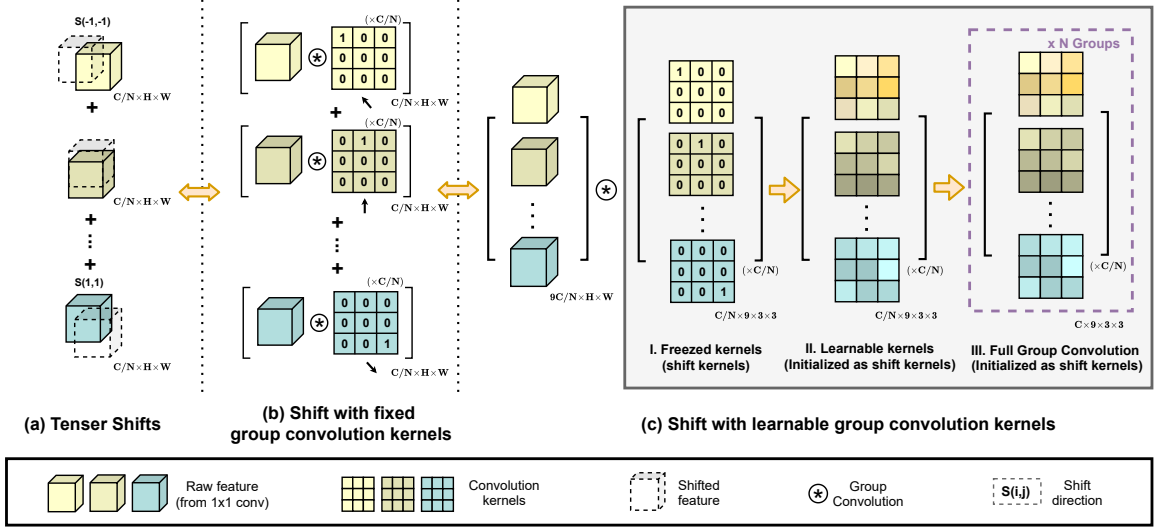 S(-1,-1)
C/N×H×W
+
C/N×H×W
+
+
S(1,1)
C/N×H×W
(a) Tenser Shifts
(×C/N)
1 0 0
0 0 0
0 0 0
C/N×H×W
+
(×C/N)
0 1 0
0 0 0
0 0 0
C/N×H×W
+
+
(×C/N)
0 0 0
0 0 0
0 0 1
C/N×H×W
(b) Shift with fixed
group convolution kernels
9C/N×H×W
1 0 0
0 0 0
0 0 0
0 1 0
0 0 0
0 0 0
0 0 0
0 0 0
0 0 1
(×C/N)
C/N×9×3×3
I. Freezed kernels
(shift kernels)
(×C/N)
C/N×9×3×3
II. Learnable kernels
(Initialized as shift kernels)
x N Groups
(×C/N)
C×9×3×3
III. Full Group Convolution
(Initialized as shift kernels)
(c) Shift with learnable group convolution kernels
Raw feature
(from 1x1 conv)
Convolution
kernels
Shifted
feature
Group
Convolution
S(i,j)
Shift
direction